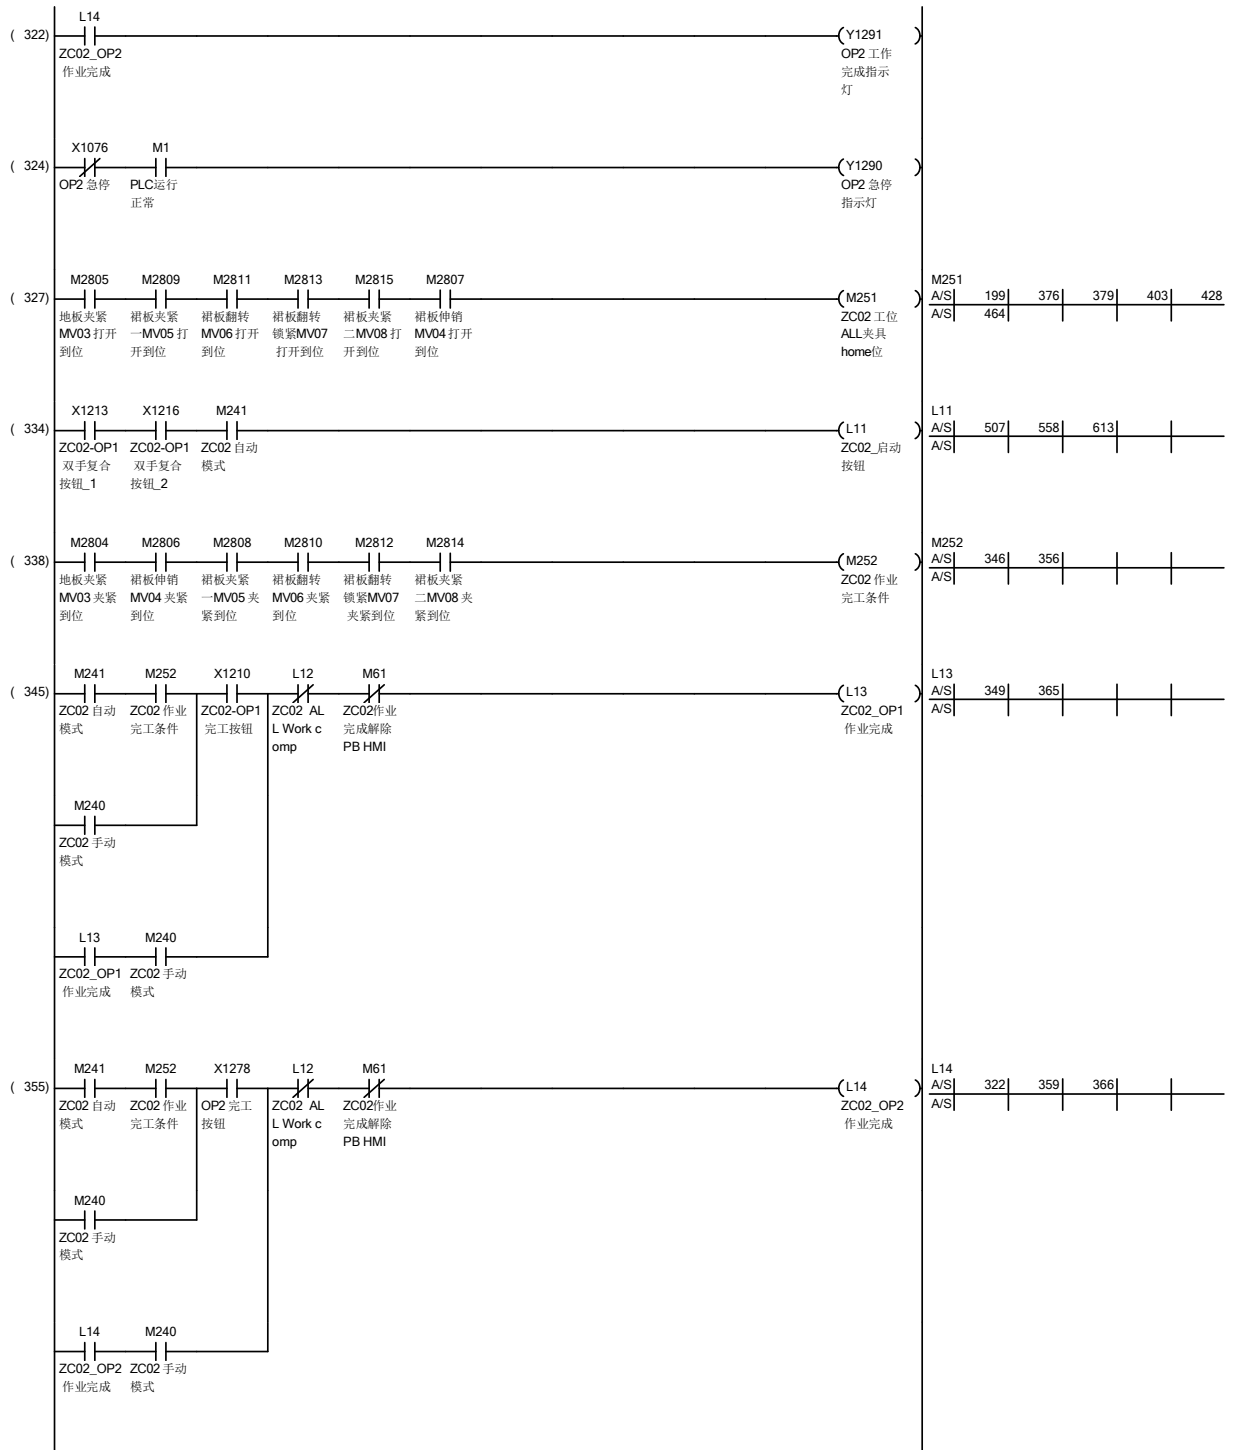 L14
( 322) ( Y1291 )
ZC02_OP2 OP2 工作
作业完成 完成指示
灯
X1076 M1
( 324) ( Y1290 )
OP2 急停 PLC运行 OP2 急停
正常 指示灯
M2805 M2809 M2811 M2813 M2815 M2807 M251
( 327) ( M251 ) A/S 199 376 379 403 428
地板夹紧 裙板夹紧 裙板翻转 裙板翻转 裙板夹紧 裙板伸销 ZC02 工位 A/S 464
MV03 打开 一MV05 打 MV06 打开 锁紧MV07 二MV08 打 MV04 打开 ALL夹具
到位 开到位 到位 打开到位 开到位 到位 home位
X1213 X1216 M241 L11
( 334) ( L11 ) A/S 507 558 613
ZC02-OP1 ZC02-OP1 ZC02 自动 ZC02_启动 A/S
双手复合 双手复合 模式 按钮
按钮_1 按钮_2
M2804 M2806 M2808 M2810 M2812 M2814 M252
( 338) ( M252 ) A/S 346 356
地板夹紧 裙板伸销 裙板夹紧 裙板翻转 裙板翻转 裙板夹紧 ZC02 作业 A/S
MV03 夹紧 MV04 夹紧 一MV05 夹 MV06 夹紧 锁紧MV07 二MV08 夹 完工条件
到位 到位 紧到位 到位 夹紧到位 紧到位
M241 M252 X1210 L12 M61 L13
( 345) ( L13 ) A/S 349 365
ZC02 自动 ZC02 作业 ZC02-OP1 ZC02 AL ZC02作业 ZC02_OP1 A/S
模式 完工条件 完工按钮 L Work c 完成解除 作业完成
omp PB HMI
M240
ZC02 手动
模式
L13 M240
ZC02_OP1 ZC02 手动
作业完成 模式
M241 M252 X1278 L12 M61 L14
( 355) ( L14 ) A/S 322 359 366
ZC02 自动 ZC02 作业 OP2 完工 ZC02 AL ZC02作业 ZC02_OP2 A/S
模式 完工条件 按钮 L Work c 完成解除 作业完成
omp PB HMI
M240
ZC02 手动
模式
L14 M240
ZC02_OP2 ZC02 手动
作业完成 模式